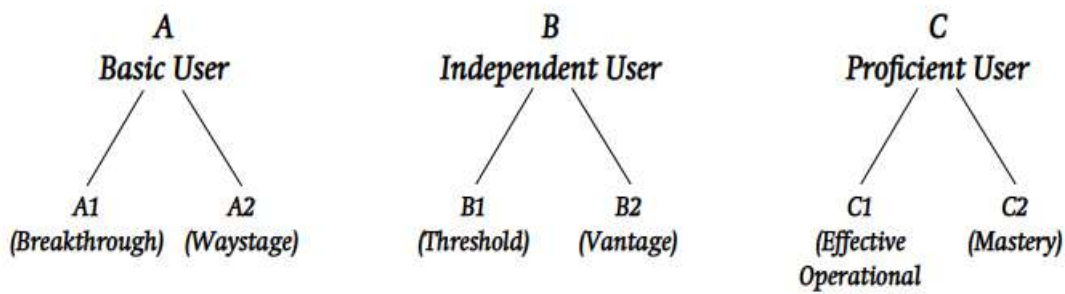 A
Basic User
A1
(Breakthrough)
A2
(Waystage)
B
Independent User
B1
(Threshold)
B2
(Vantage)
C
Proficient User
C1
(Effective
Operational
C2
(Mastery)